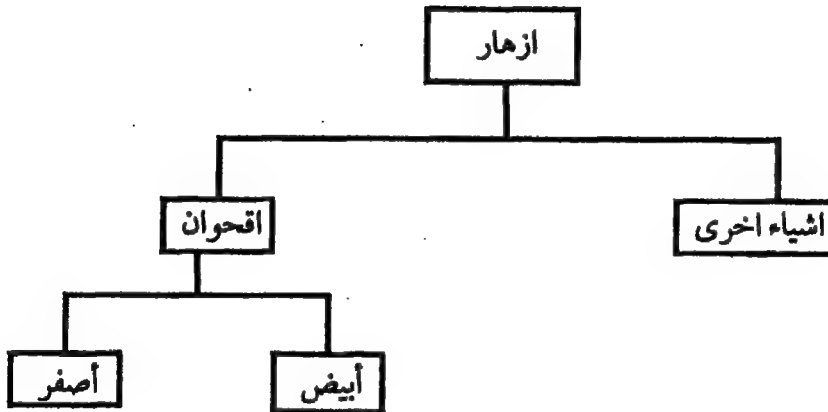 ازهار
اشياء اخرى
اقحوان
أبيض
أصفر